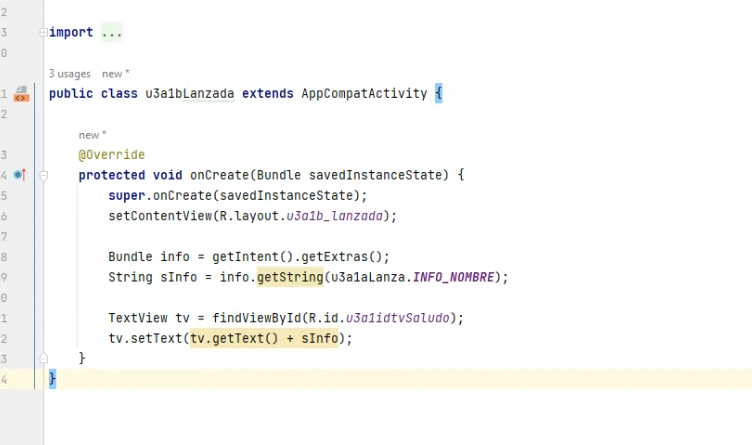 2
3 import ...
0
3 usages new *
1 public class u3a1bLanzada extends AppCompatActivity {
2
new *
3 @Override
4 protected void onCreate(Bundle savedInstanceState) {
5 super.onCreate(savedInstanceState);
6 setContentView(R.layout.u3a1b_lanzada);
7
8 Bundle info = getIntent().getExtras();
9 String sInfo = info.getString(u3a1aLanza.INFO_NOMBRE);
0
1 TextView tv = findViewById(R.id.u3a1idtvSaludo);
2 tv.setText(tv.getText() + sInfo);
3 }
4 }